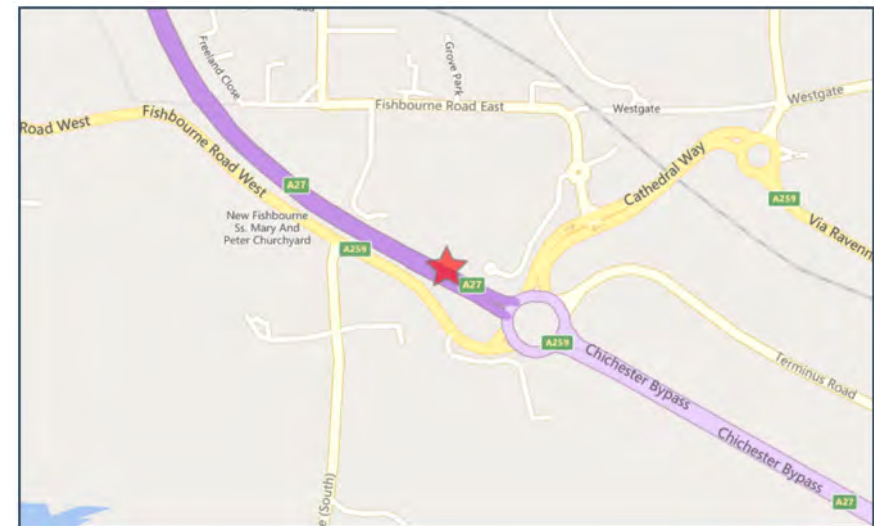 Road
Freeland Close
Grove Park
Fishbourne Road East
Westgate
Westgate
Road West
Fishbourne Road West
A27
Cathedral Way
A259
Via Ravenn
New Fishbourne
Ss. Mary And
Peter Churchyard
A259
A27
A259
Chichester Bypass
Terminus Road
Chichester Bypass
A27
e (South)